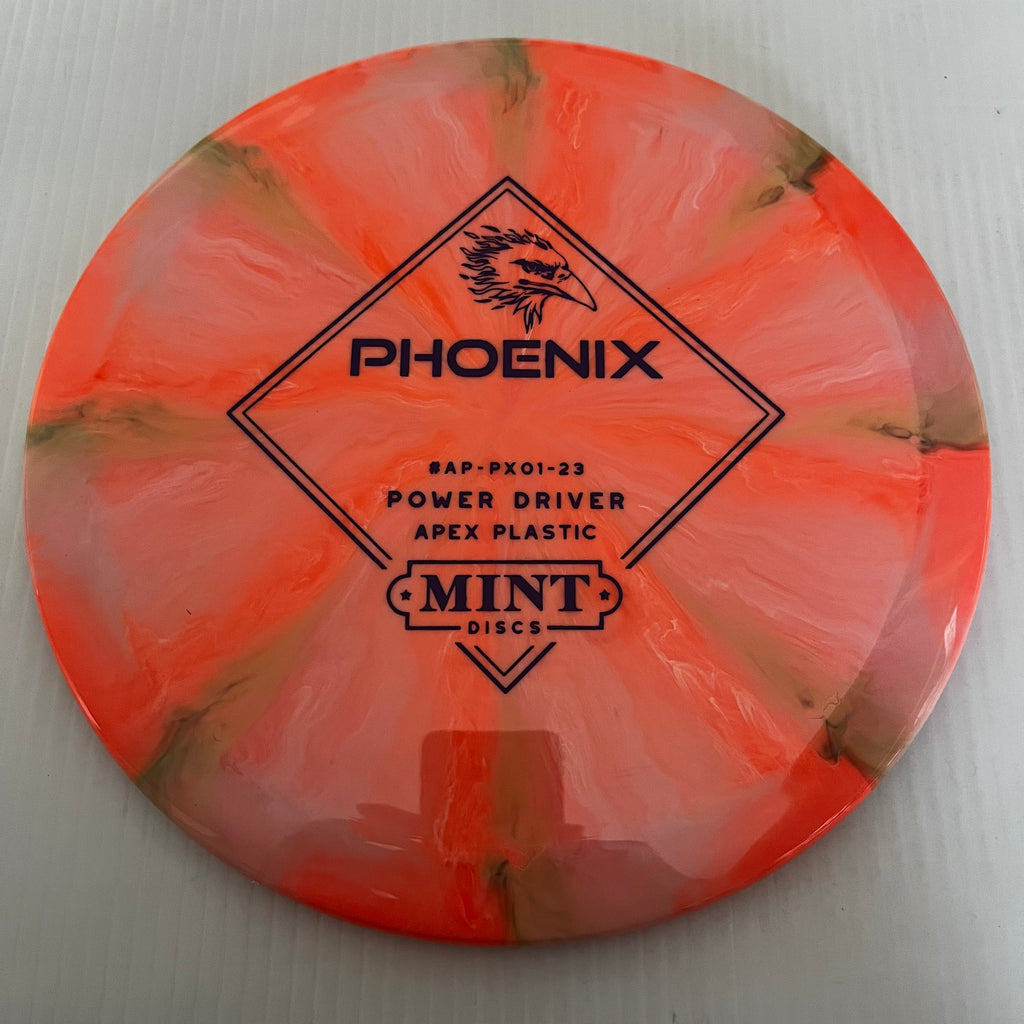 PHOENIX
#AP-PX01-23
POWER DRIVER
APEX PLASTIC
MINT
DISCS